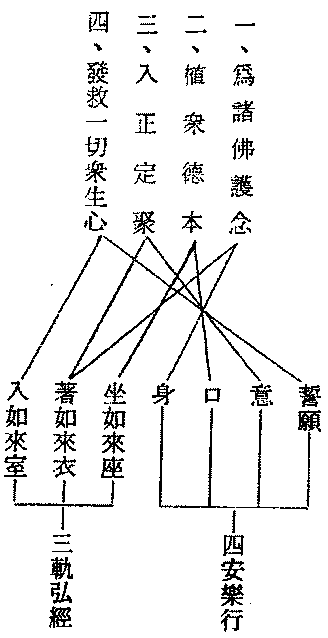 一、爲諸佛護念
二、植衆德本
三、入正定聚
四、發救一切衆生心
誓願
意
口
身
坐如來座
著如來衣
入如來室
四安樂行
三軌弘經